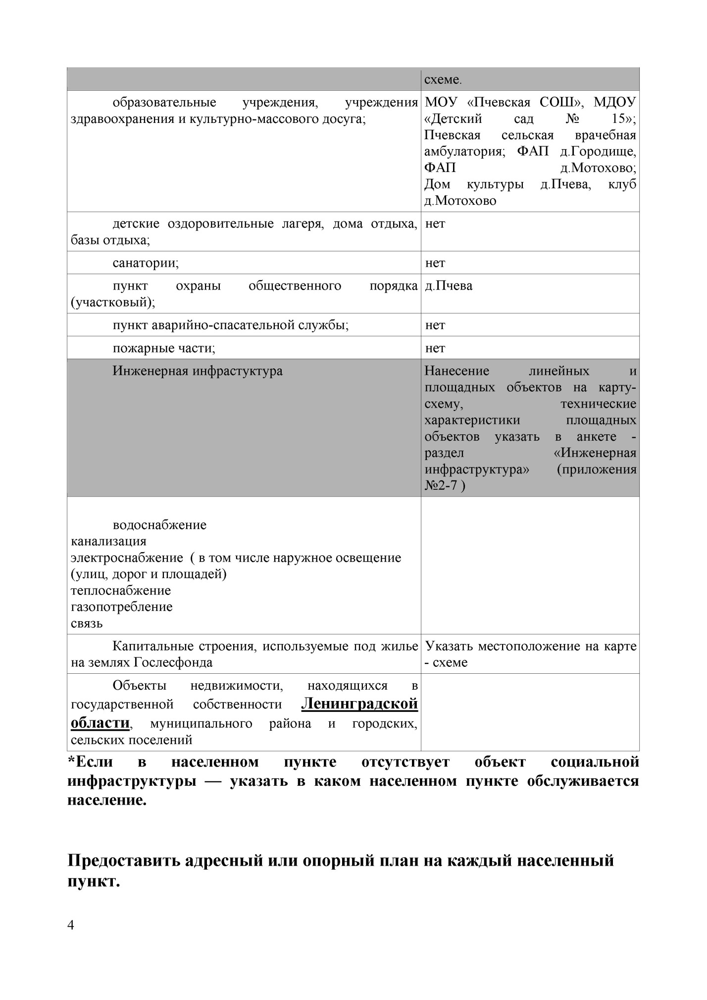 схеме.
образовательные учреждения, учреждения
здравоохранения и культурно-массового досуга;
МОУ «Пчевская СОШ», МДОУ
«Детский сад № 15»;
Пчевская сельская врачебная
амбулатория; ФАП д.Городище,
ФАП д.Мотохово;
Дом культуры д.Пчева, клуб
д.Мотохово
детские оздоровительные лагеря, дома отдыха,
базы отдыха;
нет
санатории;
нет
пункт охраны общественного порядка
(участковый);
д.Пчева
пункт аварийно-спасательной службы;
нет
пожарные части;
нет
Инженерная инфрастуктура
Нанесение линейных и
площадных объектов на карту-
схему, технические
характеристики площадных
объектов указать в анкете -
раздел «Инженерная
инфраструктура» (приложения
№2-7 )
водоснабжение
канализация
электроснабжение ( в том числе наружное освещение
(улиц, дорог и площадей)
теплоснабжение
газопотребление
связь
Капитальные строения, используемые под жилье
на землях Гослесфонда
Указать местоположение на карте
- схеме
Объекты недвижимости, находящихся в
государственной собственности Ленинградской
области, муниципального района и городских,
сельских поселений
*Если в населенном пункте отсутствует объект социальной
инфраструктуры — указать в каком населенном пункте обслуживается
население.
Предоставить адресный или опорный план на каждый населенный
пункт.
4